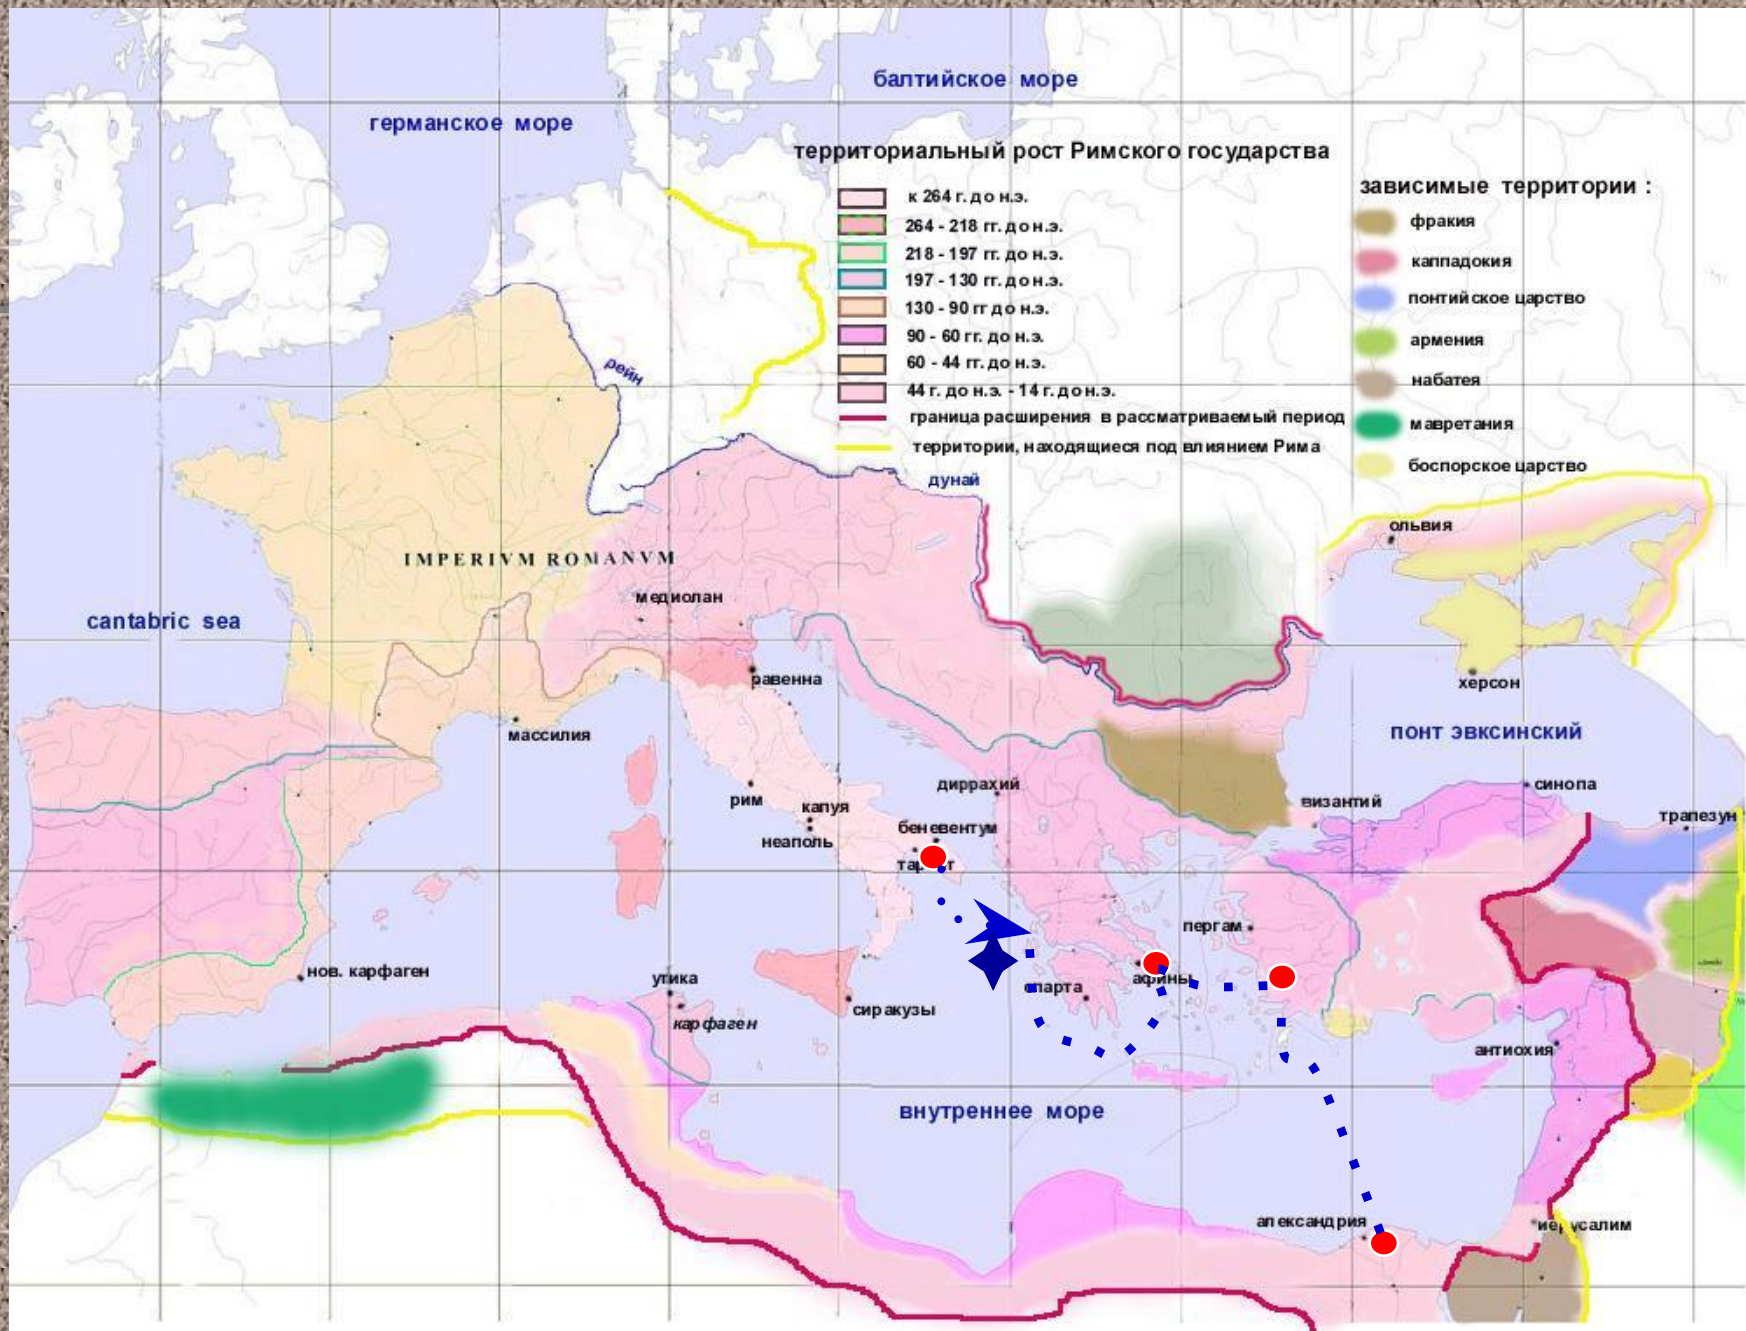 балтийское море
германское море
территориальный рост Римского государства
к 264 г. до н.э.
264 - 218 гг. до н.э.
218 - 197 гг. до н.э.
197 - 130 гг. до н.э.
130 - 90 гг до н.э.
90 - 60 гг. до н.э.
60 - 44 гг. до н.э.
44 г. до н.э. - 14 г. до н.э.
граница расширения в рассматриваемый период
территории, находящиеся под влиянием Рима
зависимые территории :
фракия
каппадокия
понтийское царство
армения
набатея
мавретания
боспорское царство
рейн
дунай
ольвия
IMPERIVM ROMANVM
медиолан
cantabric sea
равенна
херсон
массилия
понт эвксинский
диррахий
синопа
рим
капуя
византий
трапезун
неаполь
беневентум
пергам
нов. карфаген
утика
спарта
афины
сиракузы
карфаген
антиохия
внутреннее море
александрия
иерусалим